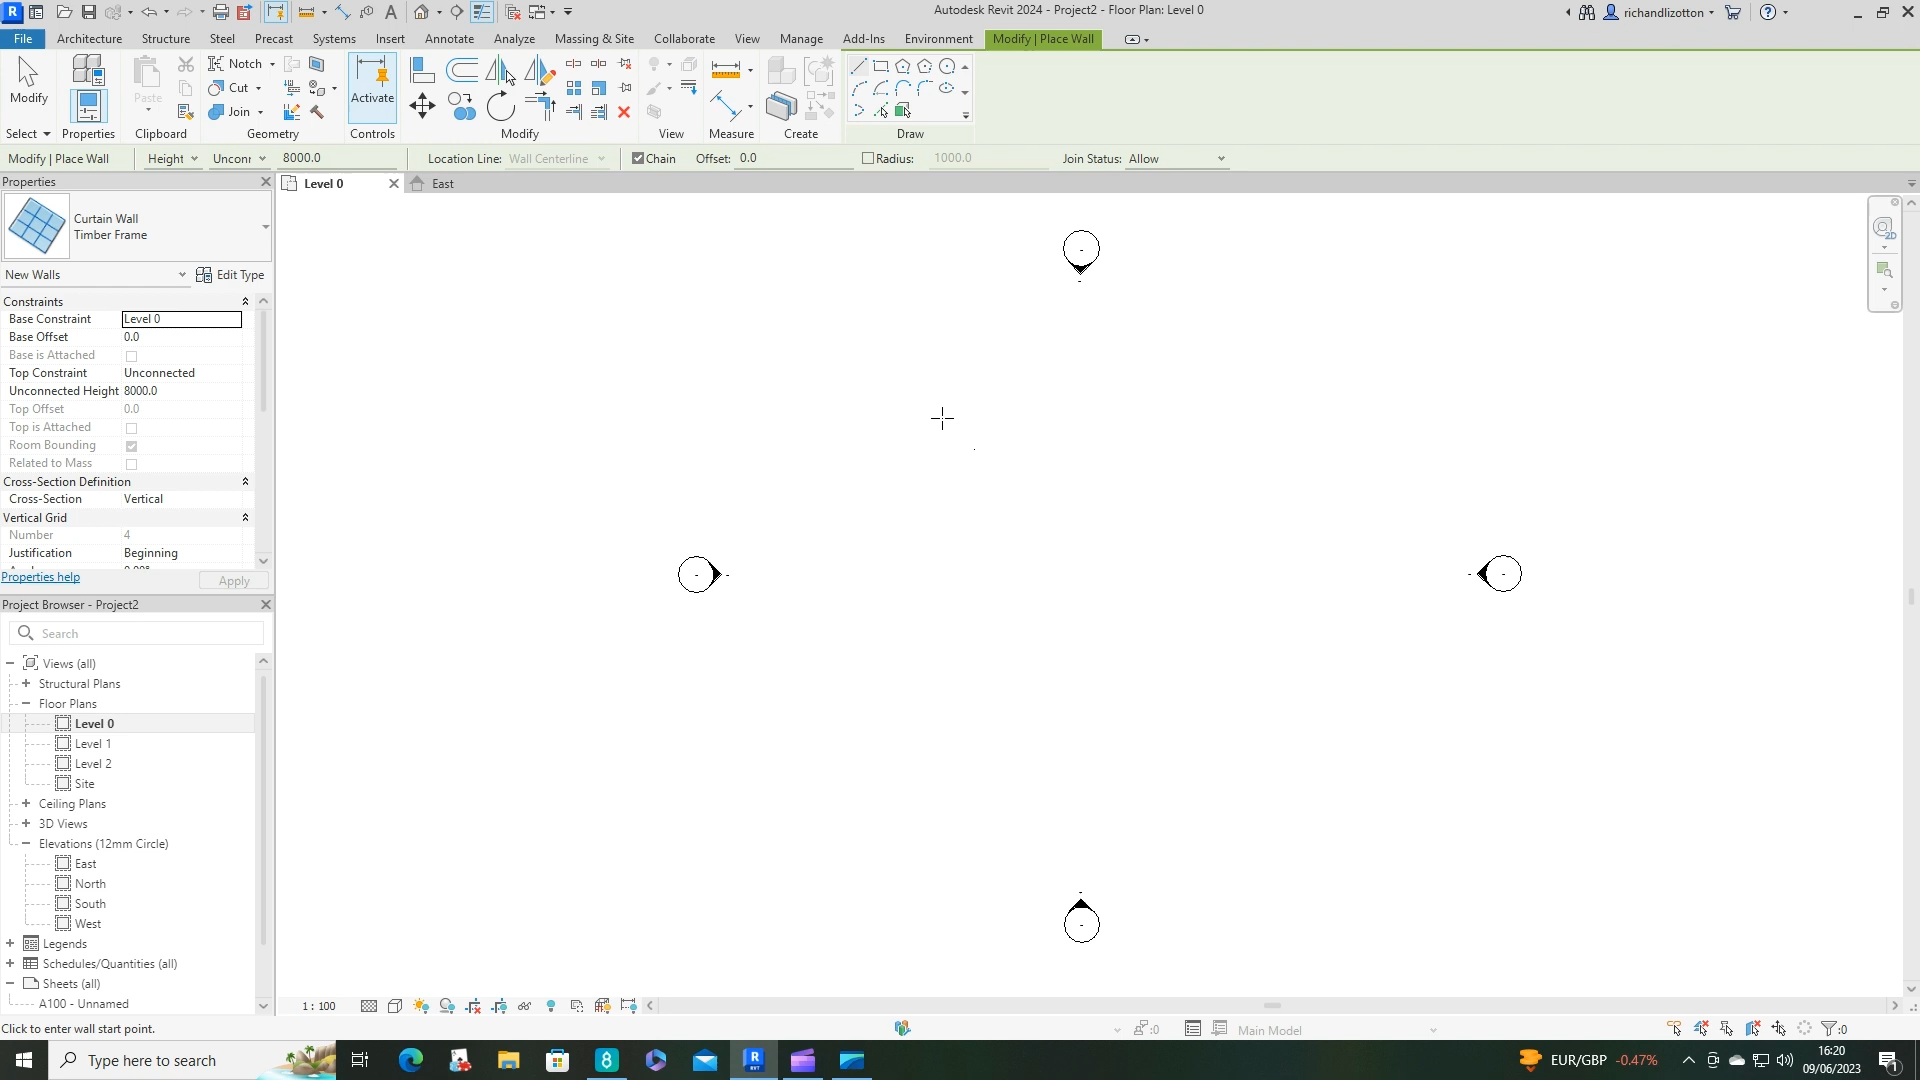 R
Autodesk Revit 2024 - Project2 - Floor Plan: Level 0
richandlizotton
File
Architecture
Structure
Steel
Precast
Systems
Insert
Annotate
Analyze
Massing & Site
Collaborate
View
Manage
Add-Ins
Environment
Modify | Place Wall
Modify
Select
Properties
Paste
Clipboard
Notch
Cut
Join
Geometry
Activate
Controls
Modify
View
Measure
Create
Draw
Modify | Place Wall
Height
Unconr
8000.0
Location Line: Wall Centerline
Chain
Offset: 0.0
Radius: 1000.0
Join Status: Allow
Properties
Level 0
East
Curtain Wall
Timber Frame
New Walls
Edit Type
Constraints
Base Constraint Level 0
Base Offset 0.0
Base is Attached
Top Constraint Unconnected
Unconnected Height 8000.0
Top Offset 0.0
Top is Attached
Room Bounding
Related to Mass
Cross-Section Definition
Cross-Section Vertical
Vertical Grid
Number 4
Justification Beginning
Properties help
Apply
Project Browser - Project2
Search
Views (all)
Structural Plans
Floor Plans
Level 0
Level 1
Level 2
Site
Ceiling Plans
3D Views
Elevations (12mm Circle)
East
North
South
West
Legends
Schedules/Quantities (all)
Sheets (all)
A100 - Unnamed
2D
1 : 100
Click to enter wall start point.
:0
Main Model
:0
Type here to search
EUR/GBP -0.47%
16:20
09/06/2023
1